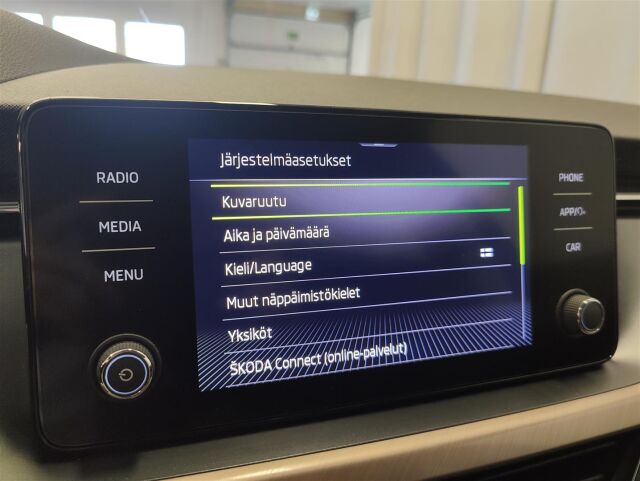 RADIO
MEDIA
MENU
Järjestelmäasetukset
Kuvaruutu
Aika ja päivämäärä
Kieli/Language
Muut näppäimistökielet
Yksiköt
ŠKODA Connect (online-palvelut)
PHONE
APP/
CAR